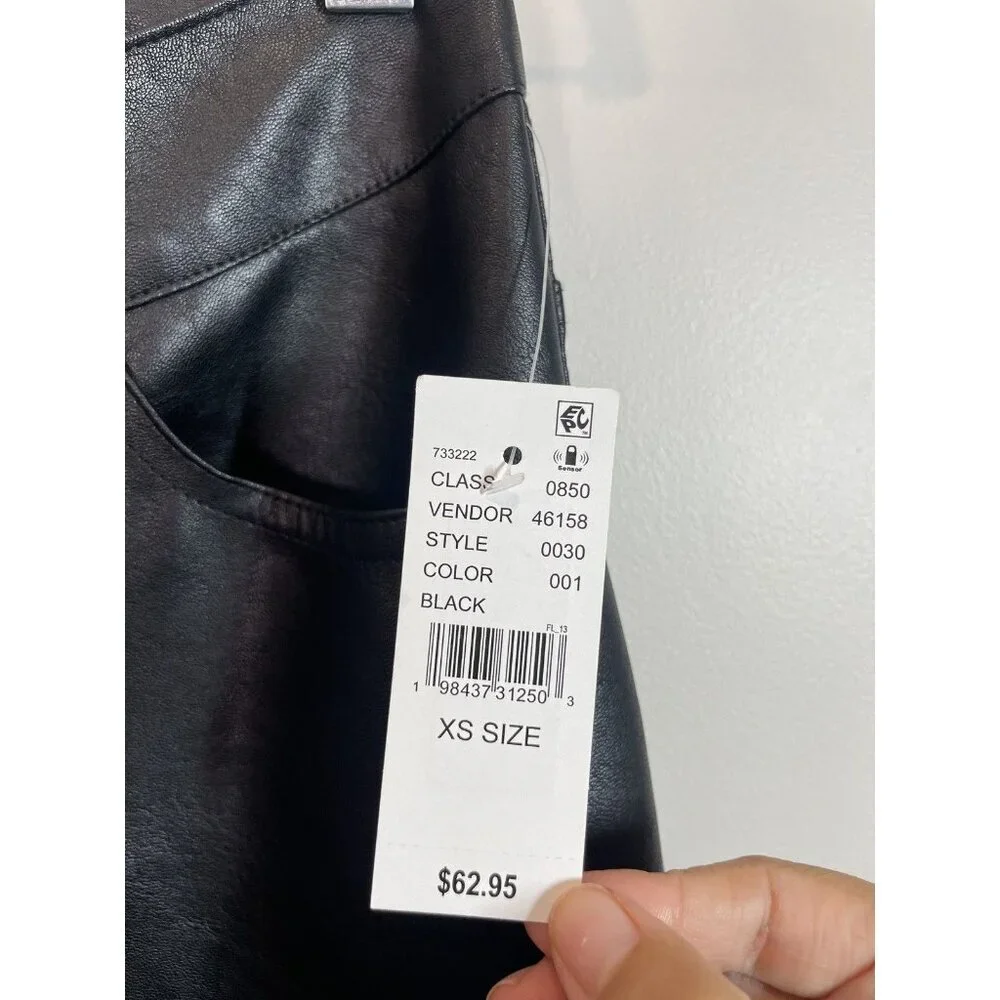 EPC
733222
Sensor
CLASS 0850
VENDOR 46158
STYLE 0030
COLOR 001
BLACK
FL_13
1 98437 31250 3
XS SIZE
$62.95